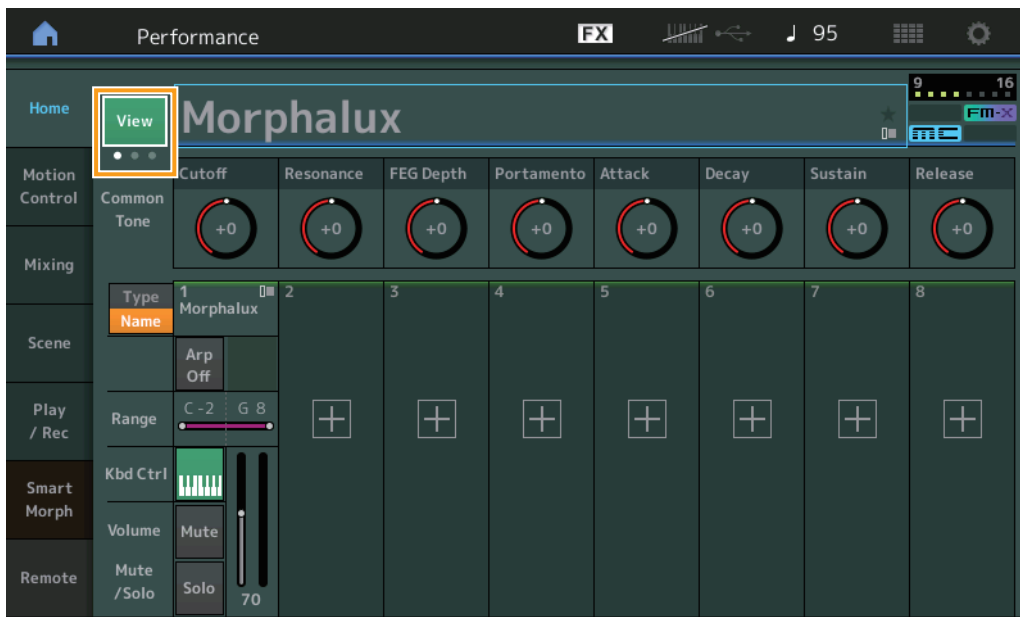 Performance FX 95
Home View Morphalux 9 16
FM-X
MC
Motion Control
Common Tone
Cutoff Resonance FEG Depth Portamento Attack Decay Sustain Release
+0 +0 +0 +0 +0 +0 +0 +0
Mixing
Type
Name
1 2 3 4 5 6 7 8
Morphalux
Scene
Arp
Off
Play
/ Rec
Range
C -2 G 8
Smart
Morph
Kbd Ctrl
Volume
Mute
Remote
Mute
/Solo
Solo
70